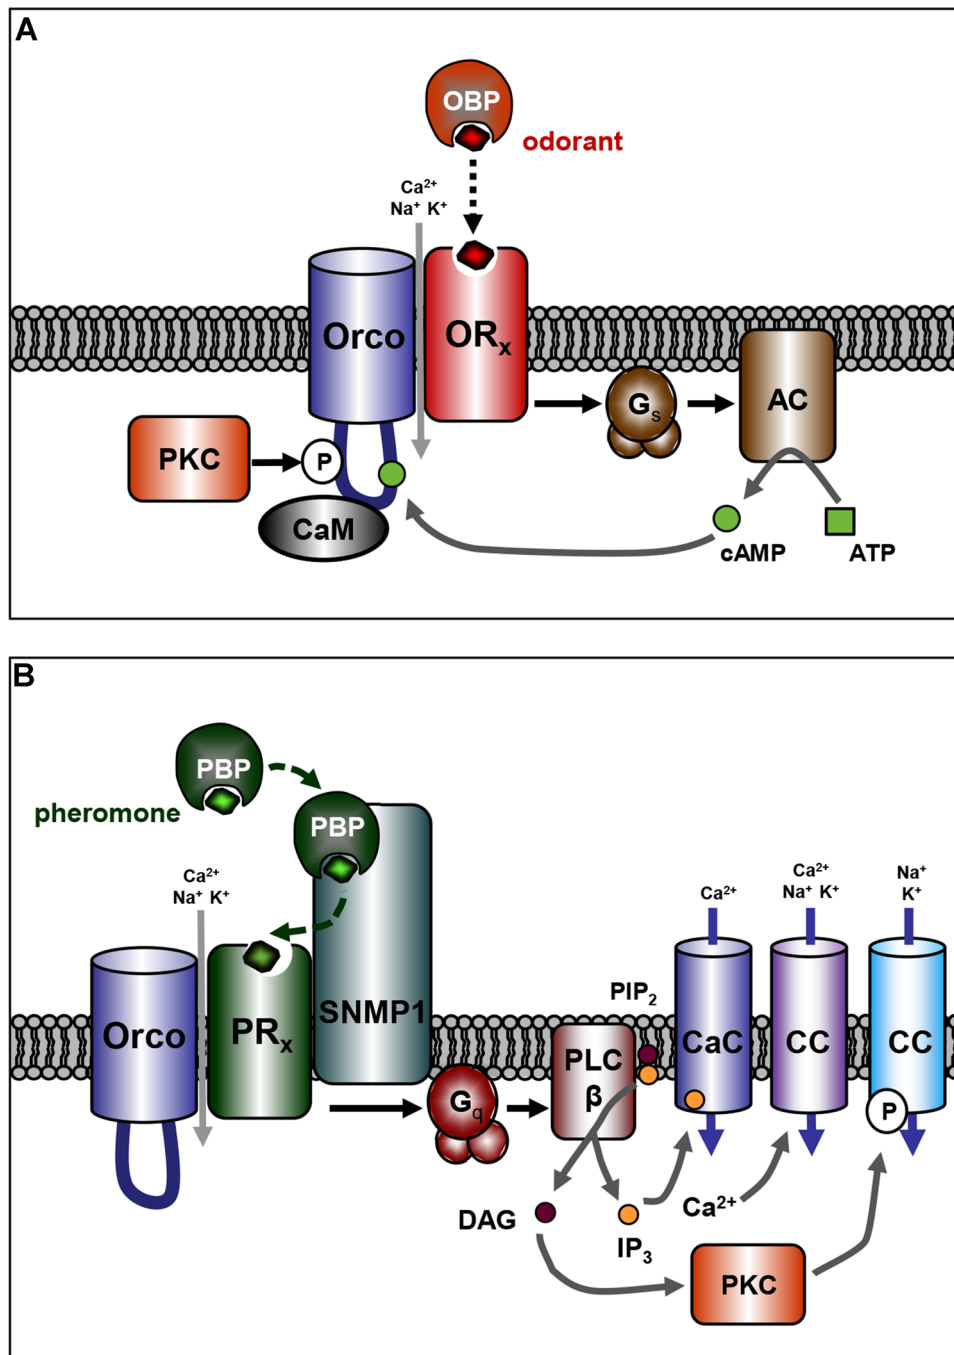 A
OBP
odorant
Ca²⁺
Na⁺ K⁺
Orco
ORₓ
Gₛ
AC
PKC
P
CaM
cAMP
ATP
B
PBP
pheromone
PBP
Ca²⁺
Na⁺ K⁺
Ca²⁺
Ca²⁺
Na⁺ K⁺
Na⁺
K⁺
Orco
PRₓ
SNMP1
PIP₂
PLC
β
CaC
CC
CC
G_q
P
DAG
IP₃
Ca²⁺
PKC